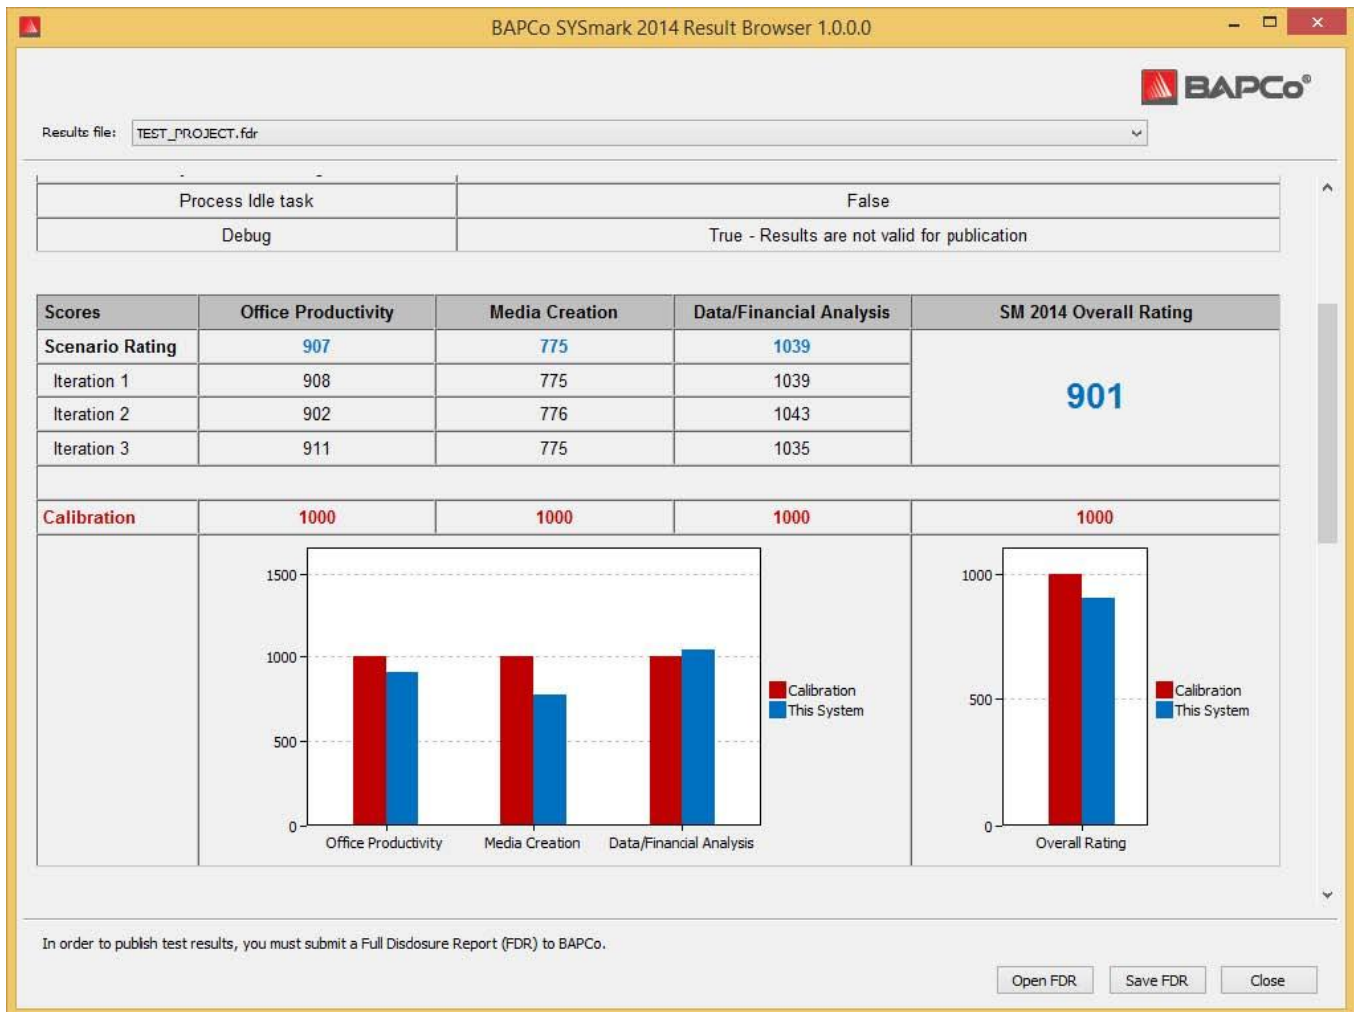 BAPCo SYSmark 2014 Result Browser 1.0.0.0
BAPCo®
Results file: TEST_PROJECT.fdr
Process Idle task False
Debug True - Results are not valid for publication
Scores Office Productivity Media Creation Data/Financial Analysis SM 2014 Overall Rating
Scenario Rating 907 775 1039
Iteration 1 908 775 1039
901
Iteration 2 902 776 1043
Iteration 3 911 775 1035
Calibration 1000 1000 1000 1000
1500
1000
500
0
Office Productivity Media Creation Data/Financial Analysis
Calibration
This System
1000
500
0
Overall Rating
Calibration
This System
In order to publish test results, you must submit a Full Disclosure Report (FDR) to BAPCo.
Open FDR Save FDR Close